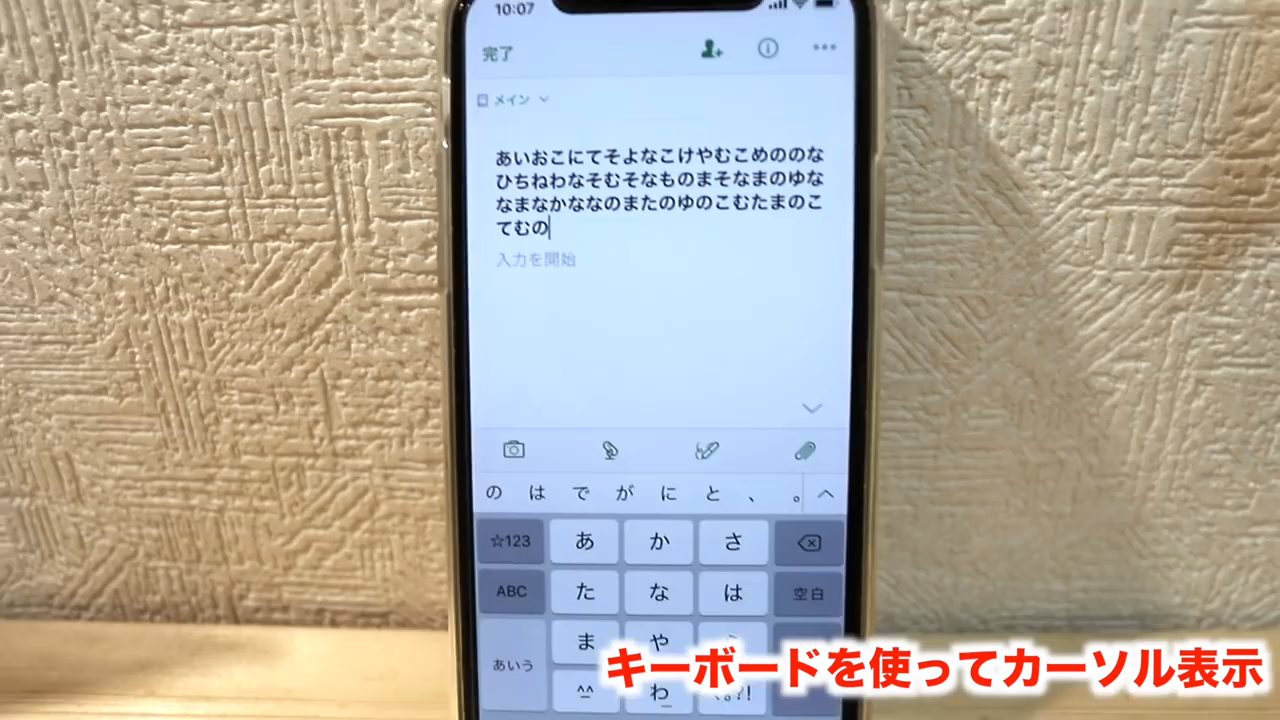 10:07
完了
メイン
あいおこにてそよなこけやむこめののな
ひちねわなそむそなものまそなまのゆな
なまなかななのまたのゆのこむたまのこ
てむの
入力を開始
の は で が に と 、 。
☆123 あ か さ
ABC た な は 空白
ま や
あいう
^^ わ 、。?!
キーボードを使ってカーソル表示